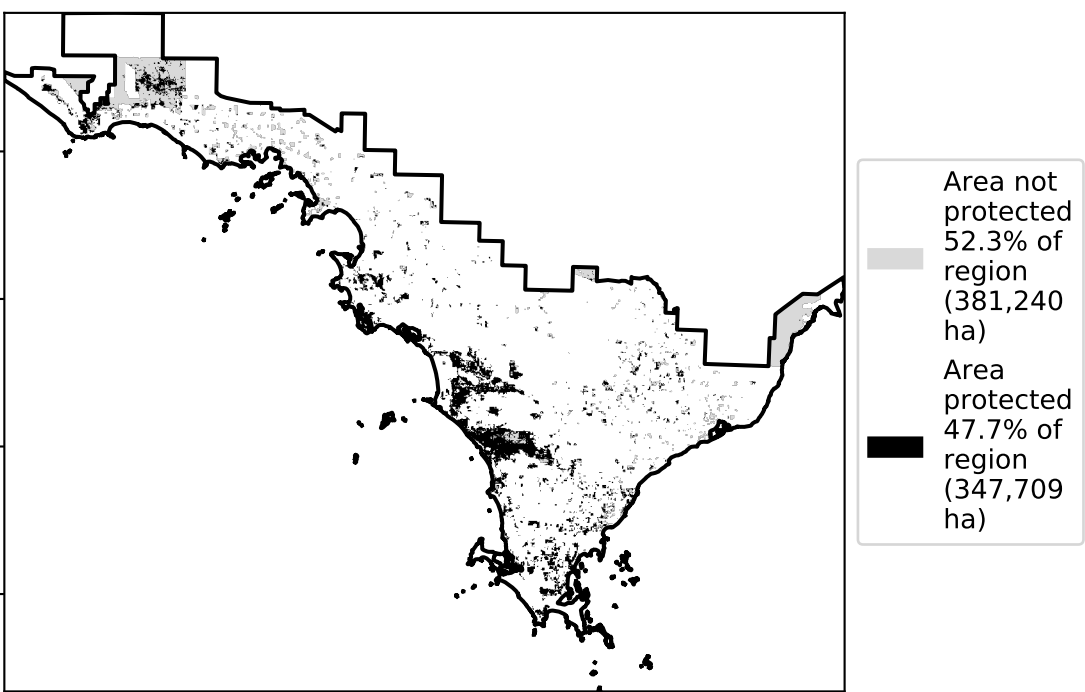 Area not
protected
52.3% of
region
(381,240
ha)
Area
protected
47.7% of
region
(347,709
ha)